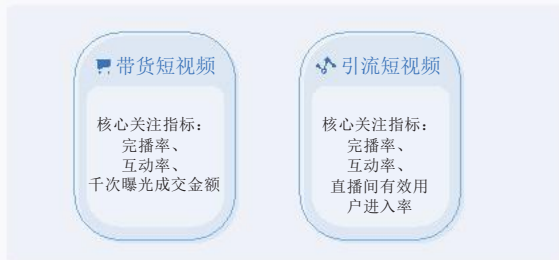 带货短视频
核心关注指标：
完播率、
互动率、
千次曝光成交金额
引流短视频
核心关注指标：
完播率、
互动率、
直播间有效用
户进入率